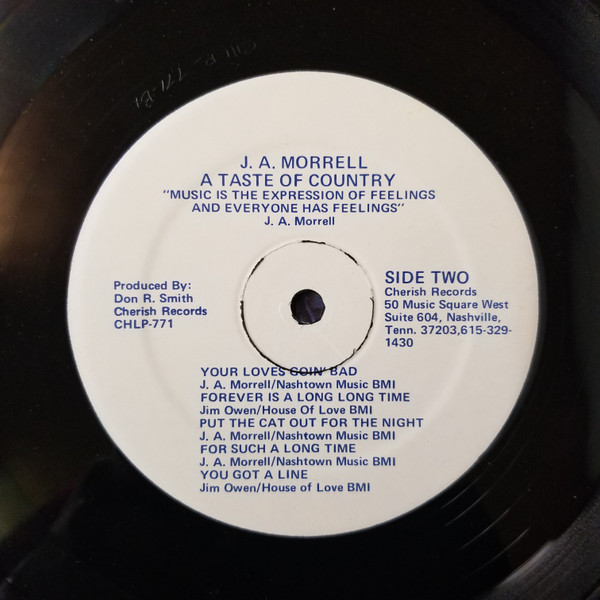 J. A. MORRELL
A TASTE OF COUNTRY
"MUSIC IS THE EXPRESSION OF FEELINGS
AND EVERYONE HAS FEELINGS"
J. A. Morrell
Produced By:
Don R. Smith
Cherish Records
CHLP-771
SIDE TWO
Cherish Records
50 Music Square West
Suite 604, Nashville,
Tenn. 37203,615-329-
1430
YOUR LOVES GOIN' BAD
J. A. Morrell/Nashtown Music BMI
FOREVER IS A LONG LONG TIME
Jim Owen/House Of Love BMI
PUT THE CAT OUT FOR THE NIGHT
J. A. Morrell/Nashtown Music BMI
FOR SUCH A LONG TIME
J. A. Morrell/Nashtown Music BMI
YOU GOT A LINE
Jim Owen/House of Love BMI